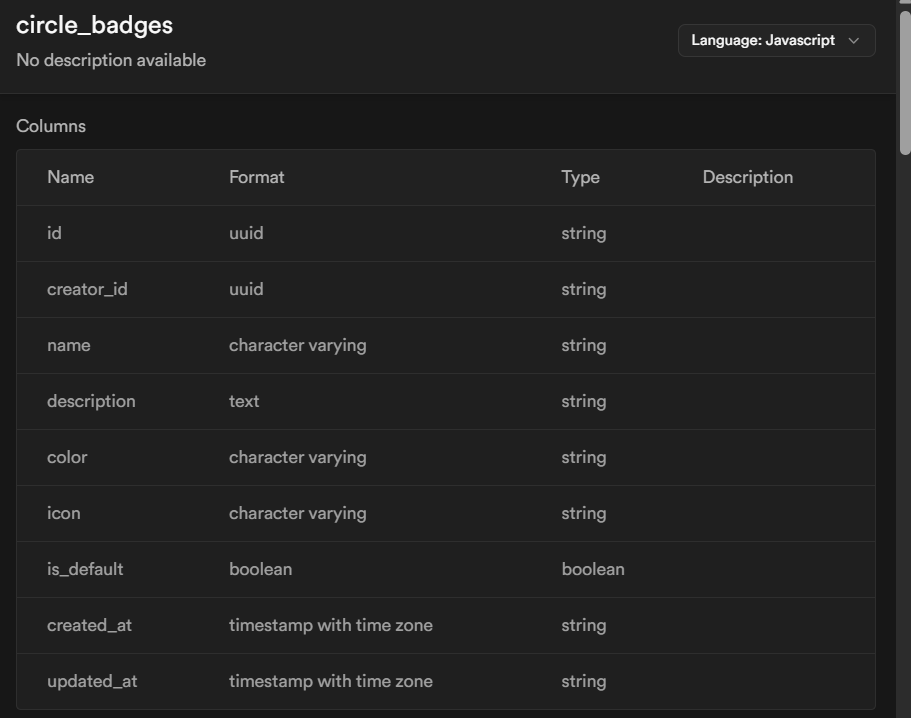 circle_badges
No description available
Language: Javascript
Columns
Name Format Type Description
id uuid string
creator_id uuid string
name character varying string
description text string
color character varying string
icon character varying string
is_default boolean boolean
created_at timestamp with time zone string
updated_at timestamp with time zone string